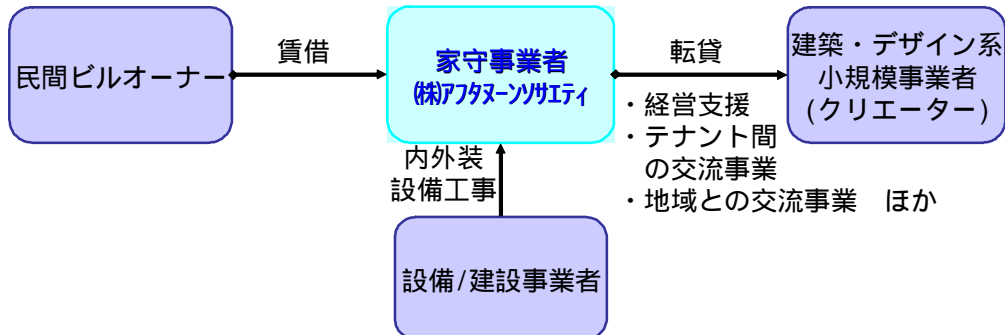 民間ビルオーナー
賃借
家守事業者
㈱アフタヌーンソサエティ
転貸
建築・デザイン系
小規模事業者
(クリエーター)
・経営支援
・テナント間
の交流事業
・地域との交流事業　ほか
内外装
設備工事
設備/建設事業者